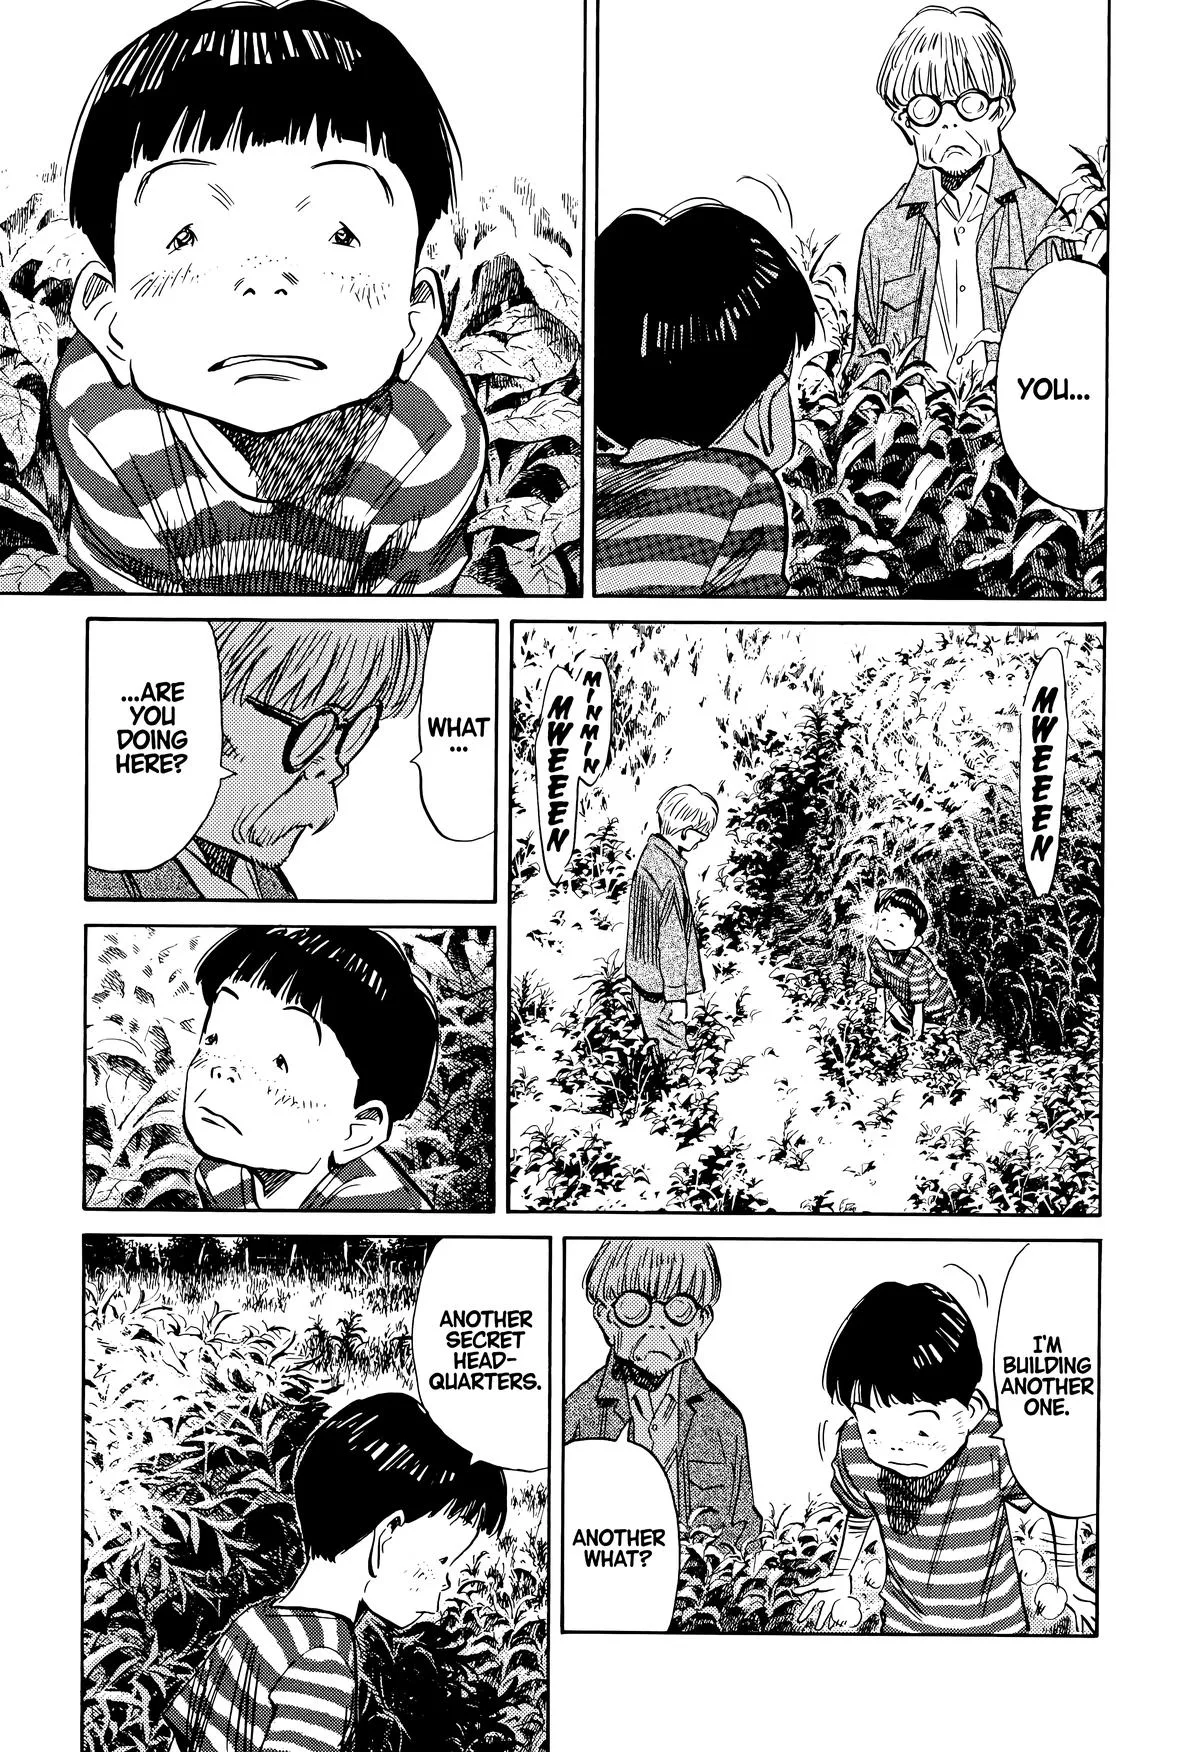 YOU...
MWEEEN
MINMIN
MWEEEN
WHAT
...
...ARE
YOU
DOING
HERE?
I'M
BUILDING
ANOTHER
ONE.
ANOTHER
WHAT?
ANOTHER
SECRET
HEAD-
QUARTERS.